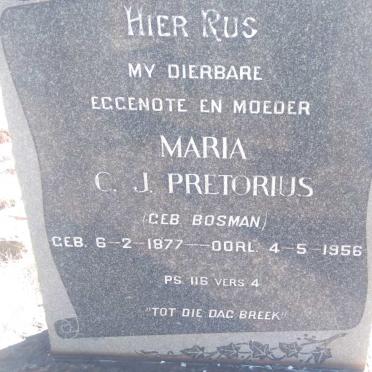 HIER RUS
MY DIERBARE
EGGENOTE EN MOEDER
MARIA
C. J. PRETORIUS
(GEB. BOSMAN)
GEB. 6-2-1877 — OORL. 4-5-1956
PS. 116 VERS 4
"TOT DIE DAG BREEK"